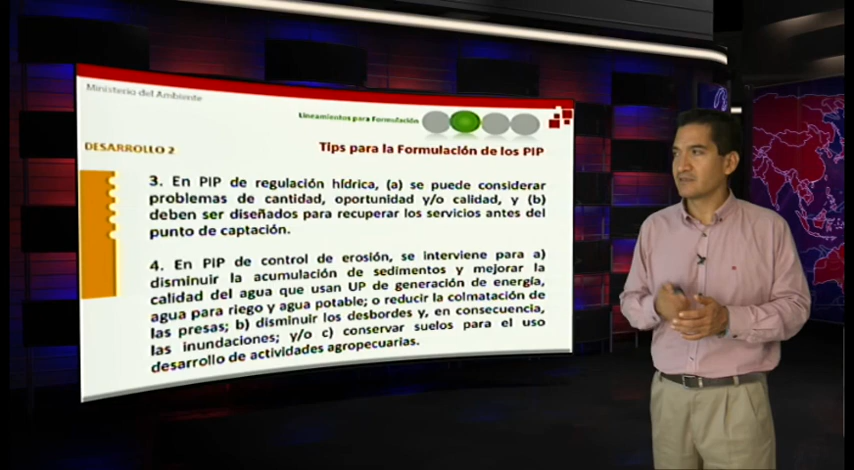 Ministerio del Ambiente
Lineamientos para Formulación
DESARROLLO 2
Tips para la Formulación de los PIP
3. En PIP de regulación hídrica, (a) se puede considerar
problemas de cantidad, oportunidad y/o calidad, y (b)
deben ser diseñados para recuperar los servicios antes del
punto de captación.
4. En PIP de control de erosión, se interviene para a)
disminuir la acumulación de sedimentos y mejorar la
calidad del agua que usan UP de generación de energía,
agua para riego y agua potable; o reducir la colmatación de
las presas; b) disminuir los desbordes y, en consecuencia,
las inundaciones; y/o c) conservar suelos para el uso
desarrollo de actividades agropecuarias.